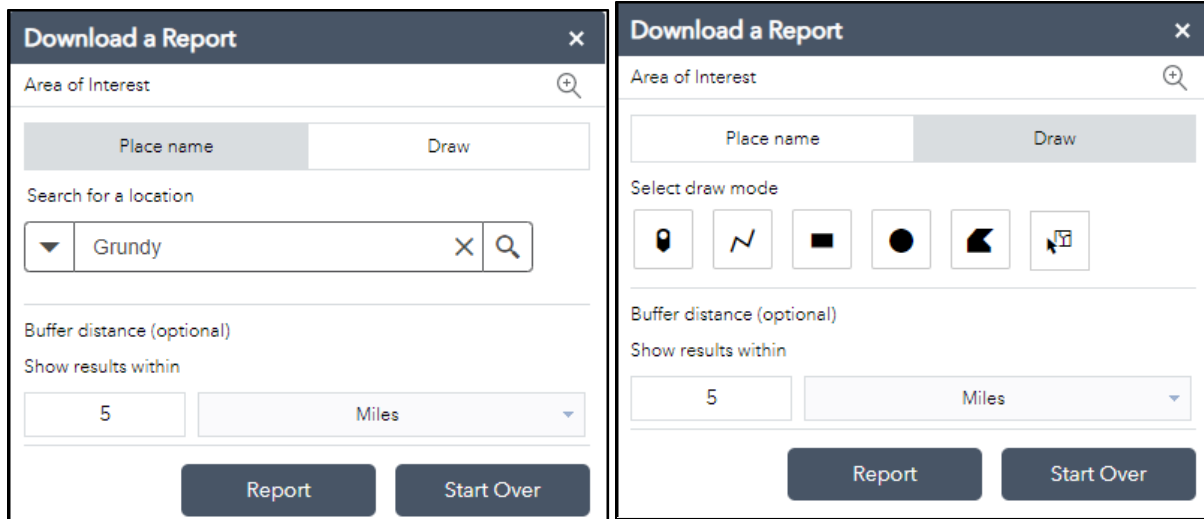 Download a Report ×
Area of Interest
Place name Draw
Search for a location
Grundy
Buffer distance (optional)
Show results within
5 Miles
Report Start Over
Download a Report ×
Area of Interest
Place name Draw
Select draw mode
Buffer distance (optional)
Show results within
5 Miles
Report Start Over